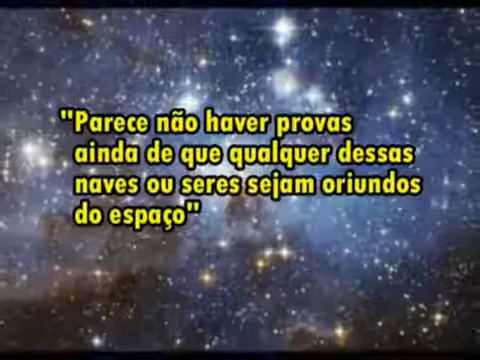 "Parece não haver provas
ainda de que qualquer dessas
naves ou seres sejam oriundos
do espaço"